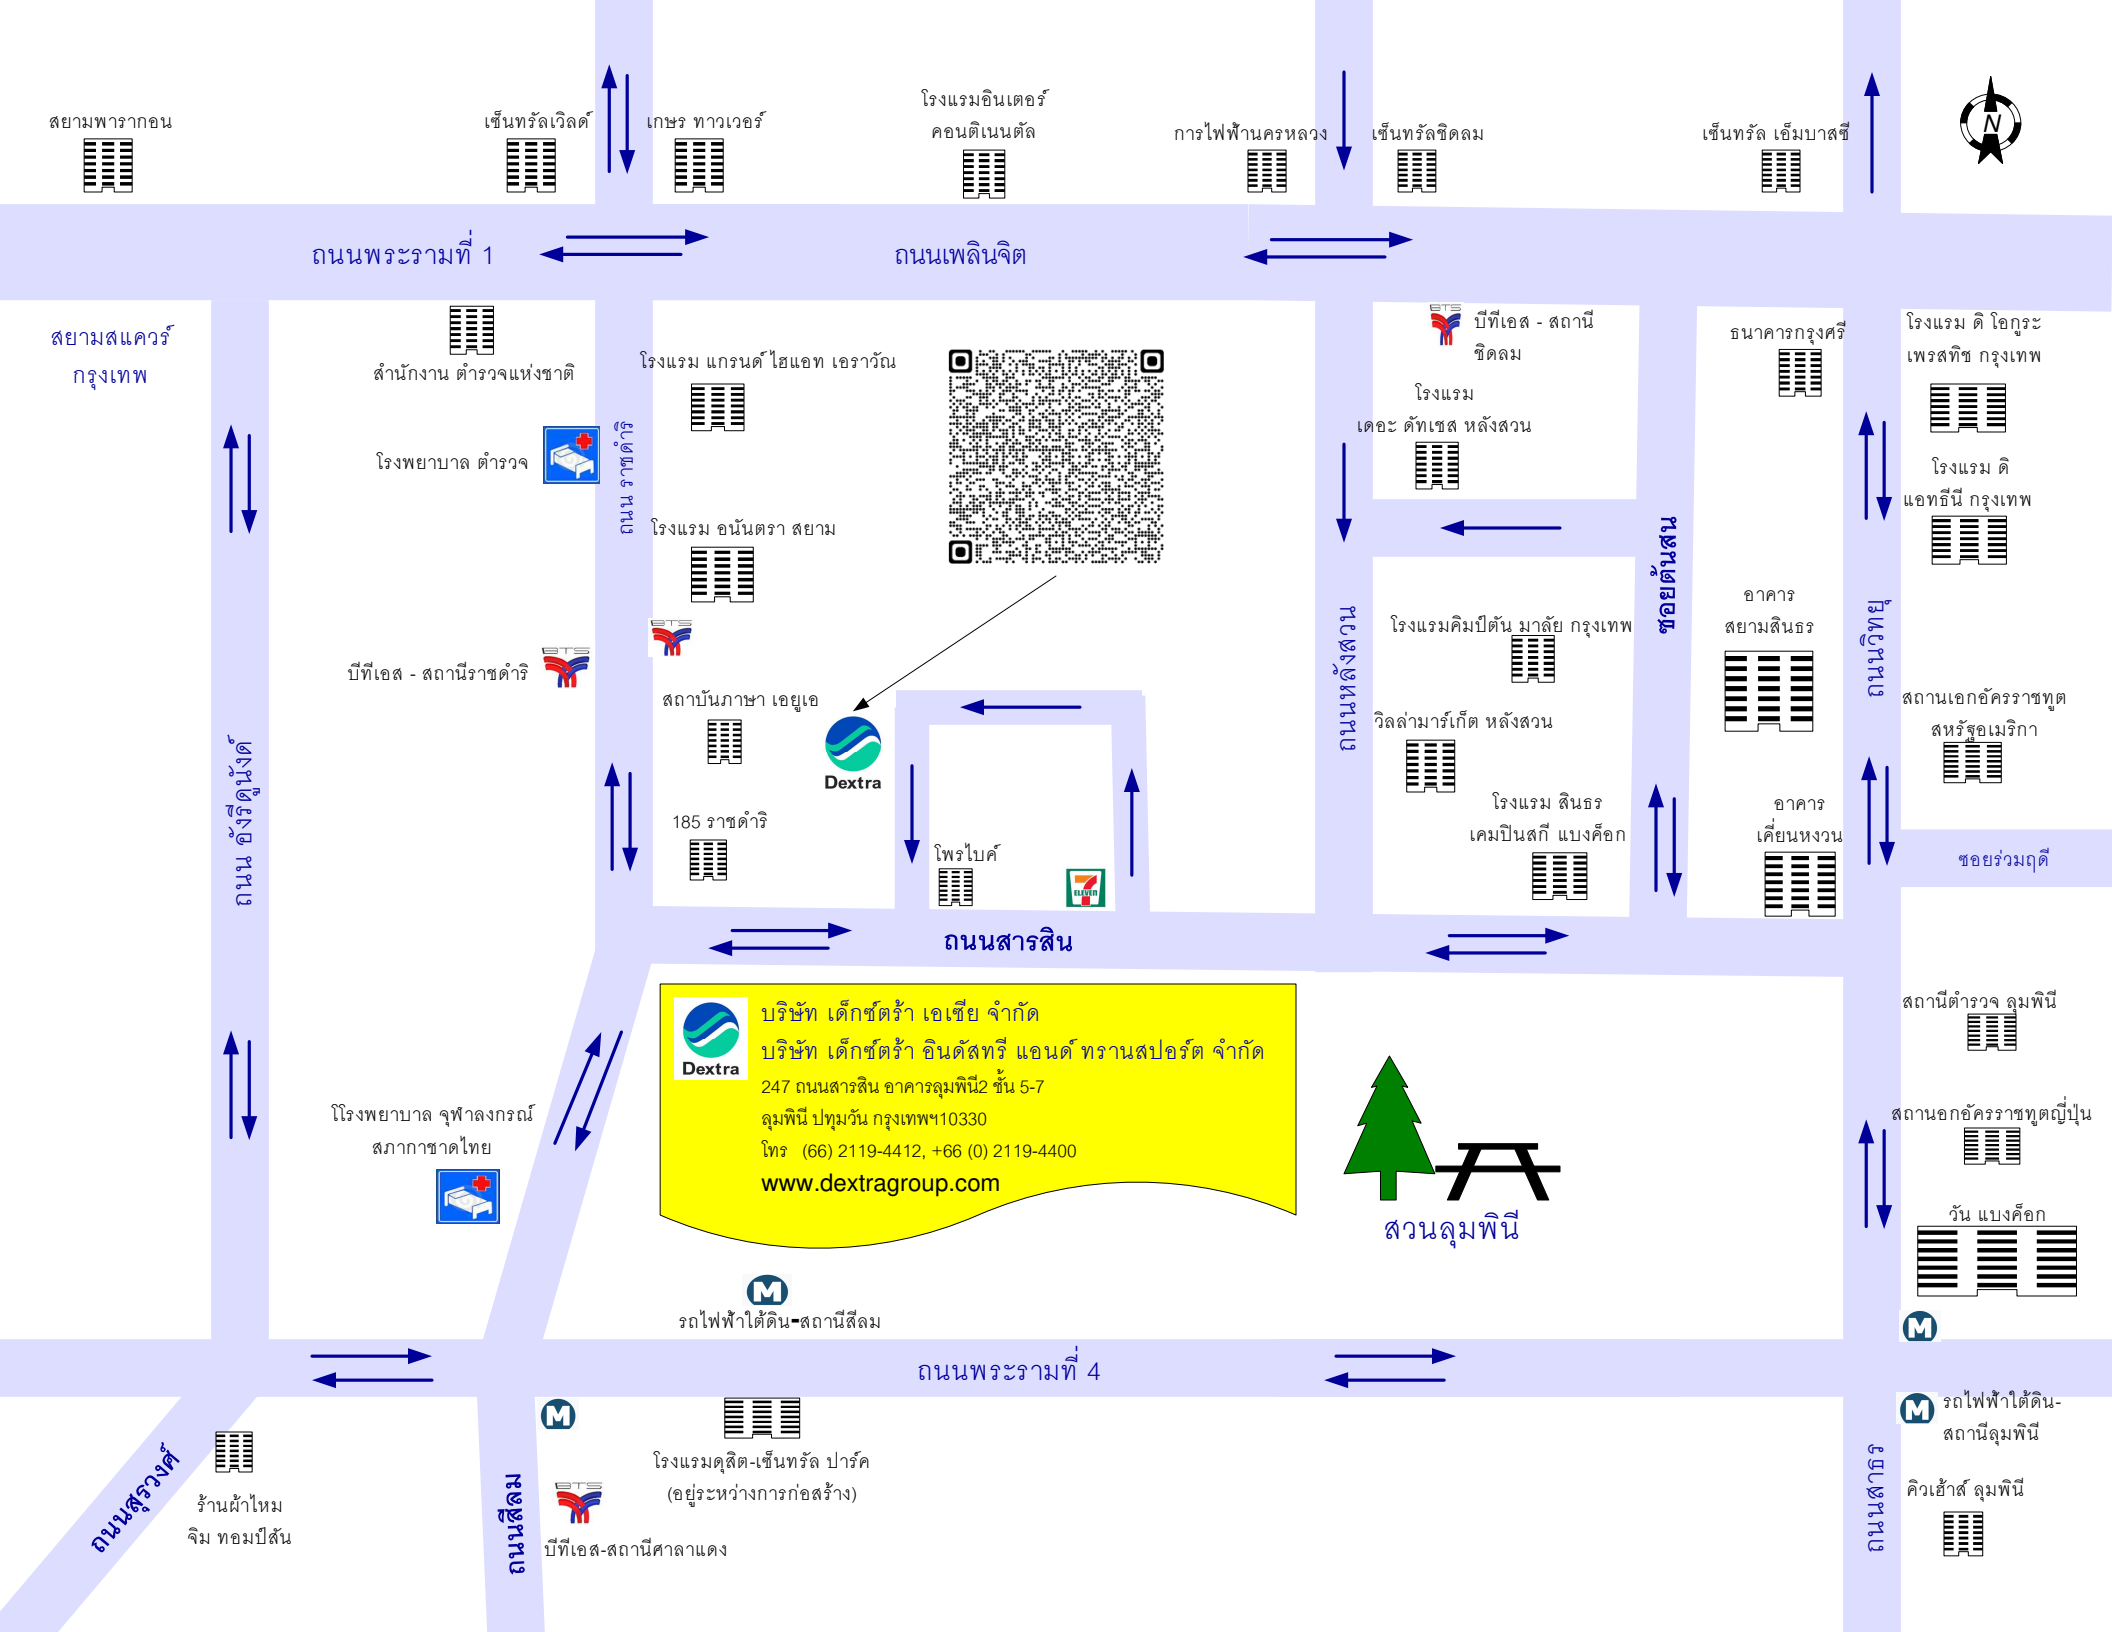 สยามพารากอน
เซ็นทรัลเวิลด์
เกษร ทาวเวอร์
โรงแรมอินเตอร์
คอนติเนนตัล
การไฟฟ้านครหลวง
เซ็นทรัลชิดลม
เซ็นทรัล เอ็มบาสซี
N
ถนนพระรามที่ 1
ถนนเพลินจิต
สยามสแควร์
กรุงเทพ
สำนักงาน ตำรวจแห่งชาติ
โรงพยาบาล ตำรวจ
ถนน ราชดำริ
โรงแรม แกรนด์ ไฮแอท เอราวัณ
โรงแรม อนันตรา สยาม
BTS
บีทีเอส - สถานี
ชิดลม
โรงแรม
เดอะ ดัทเชส หลังสวน
ธนาคารกรุงศรี
โรงแรม ดิ โอกูระ
เพรสทิช กรุงเทพ
โรงแรม ดิ
แอทธินี กรุงเทพ
ซอยต้นสน
ถนนวิทยุ
อาคาร
สยามสินธร
โรงแรมคิมป์ตัน มาลัย กรุงเทพ
ถนนหลังสวน
BTS
BTS
บีทีเอส - สถานีราชดำริ
สถาบันภาษา เอยูเอ
Dextra
วิลล่ามาร์เก็ต หลังสวน
สถานเอกอัครราชทูต
สหรัฐอเมริกา
ถนน อังรีดูนังต์
185 ราชดำริ
โพรไบค์
7
ELEVEN
โรงแรม สินธร
เคมปินสกี แบงค็อก
อาคาร
เคี่ยนหงวน
ซอยร่วมฤดี
ถนนสารสิน
Dextra
บริษัท เด็กซ์ตร้า เอเซีย จำกัด
บริษัท เด็กซ์ตร้า อินดัสทรี แอนด์ ทรานสปอร์ต จำกัด
247 ถนนสารสิน อาคารลุมพินี2 ชั้น 5-7
ลุมพินี ปทุมวัน กรุงเทพฯ10330
โทร (66) 2119-4412, +66 (0) 2119-4400
www.dextragroup.com
สถานีตำรวจ ลุมพินี
โโรงพยาบาล จุฬาลงกรณ์
สภากาชาดไทย
สถานอกอัครราชทูตญี่ปุ่น
สวนลุมพินี
วัน แบงค็อก
M
รถไฟฟ้าใต้ดิน-สถานีสีลม
M
ถนนพระรามที่ 4
M
M
รถไฟฟ้าใต้ดิน-
สถานีลุมพินี
โรงแรมดุสิต-เซ็นทรัล ปาร์ค
(อยู่ระหว่างการก่อสร้าง)
ถนนสุรวงศ์
ร้านผ้าไหม
จิม ทอมป์สัน
ถนนสีลม
BTS
บีทีเอส-สถานีศาลาแดง
ถนนสาธร
คิวเฮ้าส์ ลุมพินี